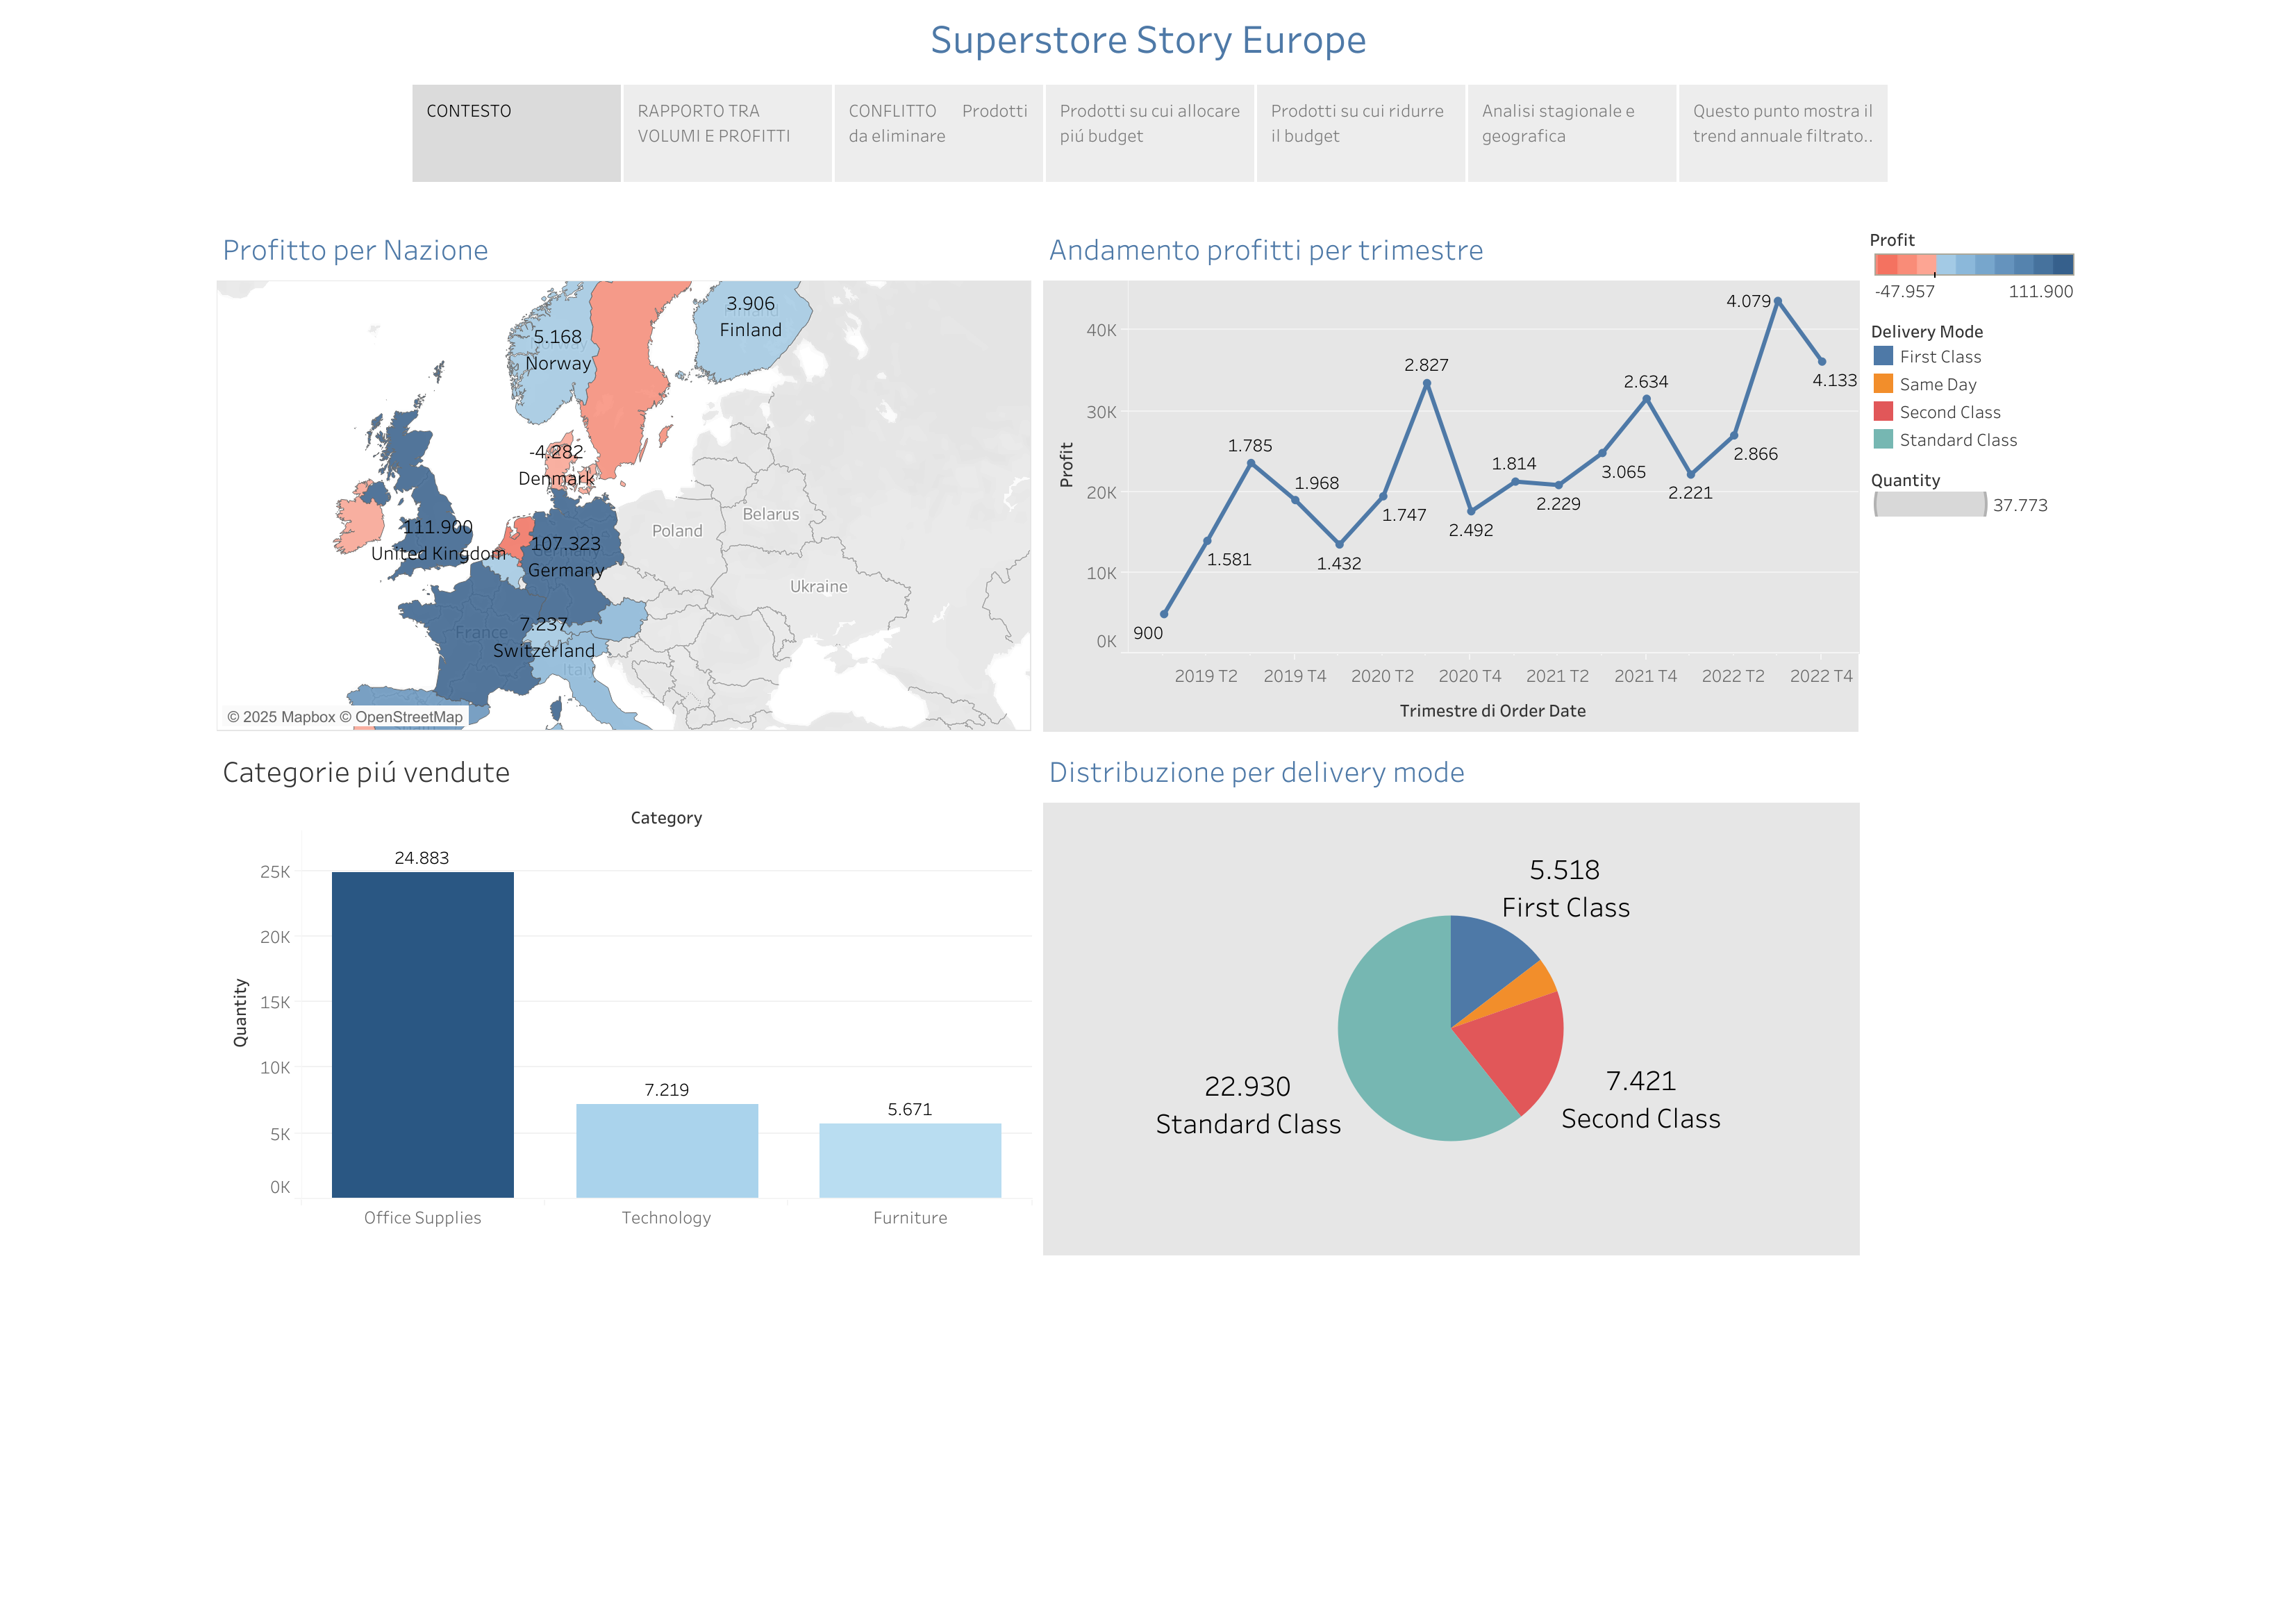 Superstore Story Europe
CONTESTO
RAPPORTO TRA
VOLUMI E PROFITTI
CONFLITTO Prodotti
da eliminare
Prodotti su cui allocare
piú budget
Prodotti su cui ridurre
il budget
Analisi stagionale e
geografica
Questo punto mostra il
trend annuale filtrato..
Profitto per Nazione
3.906
Finland
Finland
5.168
Norway
-4.282
Denmark
111.900
United Kingdom
107.323
Germany
Germany
7.237
Switzerland
France
Italy
Poland
Belarus
Ukraine
© 2025 Mapbox © OpenStreetMap
Andamento profitti per trimestre
Profit
40K
30K
20K
10K
0K
900
1.581
1.785
1.968
1.432
1.747
2.827
2.492
1.814
2.229
3.065
2.634
2.221
2.866
4.079
4.133
2019 T2
2019 T4
2020 T2
2020 T4
2021 T2
2021 T4
2022 T2
2022 T4
Trimestre di Order Date
Profit
-47.957 111.900
Delivery Mode
First Class
Same Day
Second Class
Standard Class
Quantity
37.773
Categorie piú vendute
Category
Quantity
25K
20K
15K
10K
5K
0K
24.883
7.219
5.671
Office Supplies
Technology
Furniture
Distribuzione per delivery mode
5.518
First Class
7.421
Second Class
22.930
Standard Class